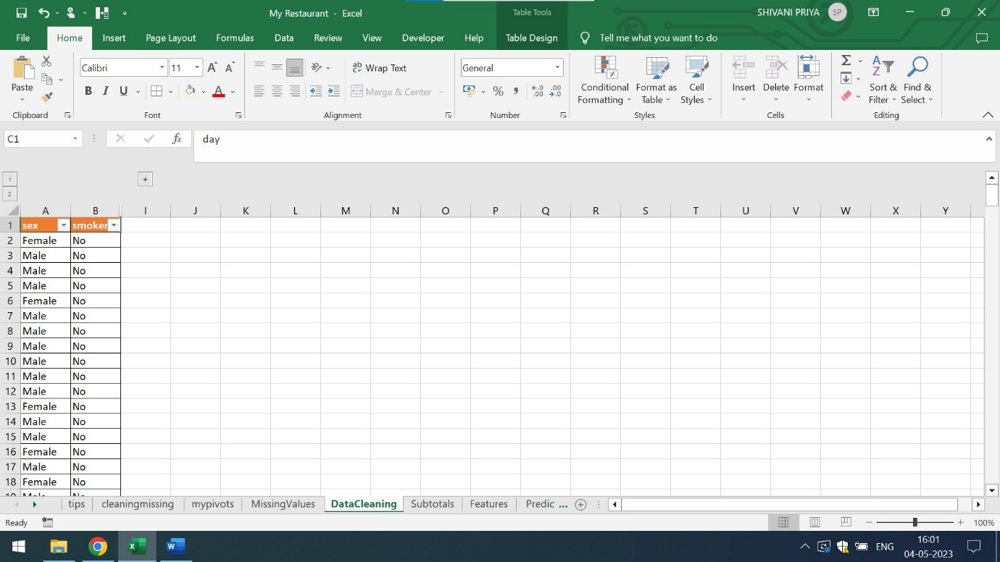 My Restaurant - Excel
Table Tools
SHIVANI PRIYA SP
File Home Insert Page Layout Formulas Data Review View Developer Help Table Design Tell me what you want to do
Calibri 11 A A ab Wrap Text General Σ A Z
Paste B I U A Merge & Center % , Conditional Formatting Format as Table Cell Styles Insert Delete Format Sort & Filter Find & Select
Clipboard Font Alignment Number Styles Cells Editing
C1 fx day
1 +
2
A B I J K L M N O P Q R S T U V W X Y
1 sex smoker
2 Female No
3 Male No
4 Male No
5 Male No
6 Female No
7 Male No
8 Male No
9 Male No
10 Male No
11 Male No
12 Male No
13 Female No
14 Male No
15 Male No
16 Female No
17 Male No
18 Female No
tips cleaningmissing mypivots MissingValues DataCleaning Subtotals Features Predic ...
Ready 100%
ENG 16:01
04-05-2023